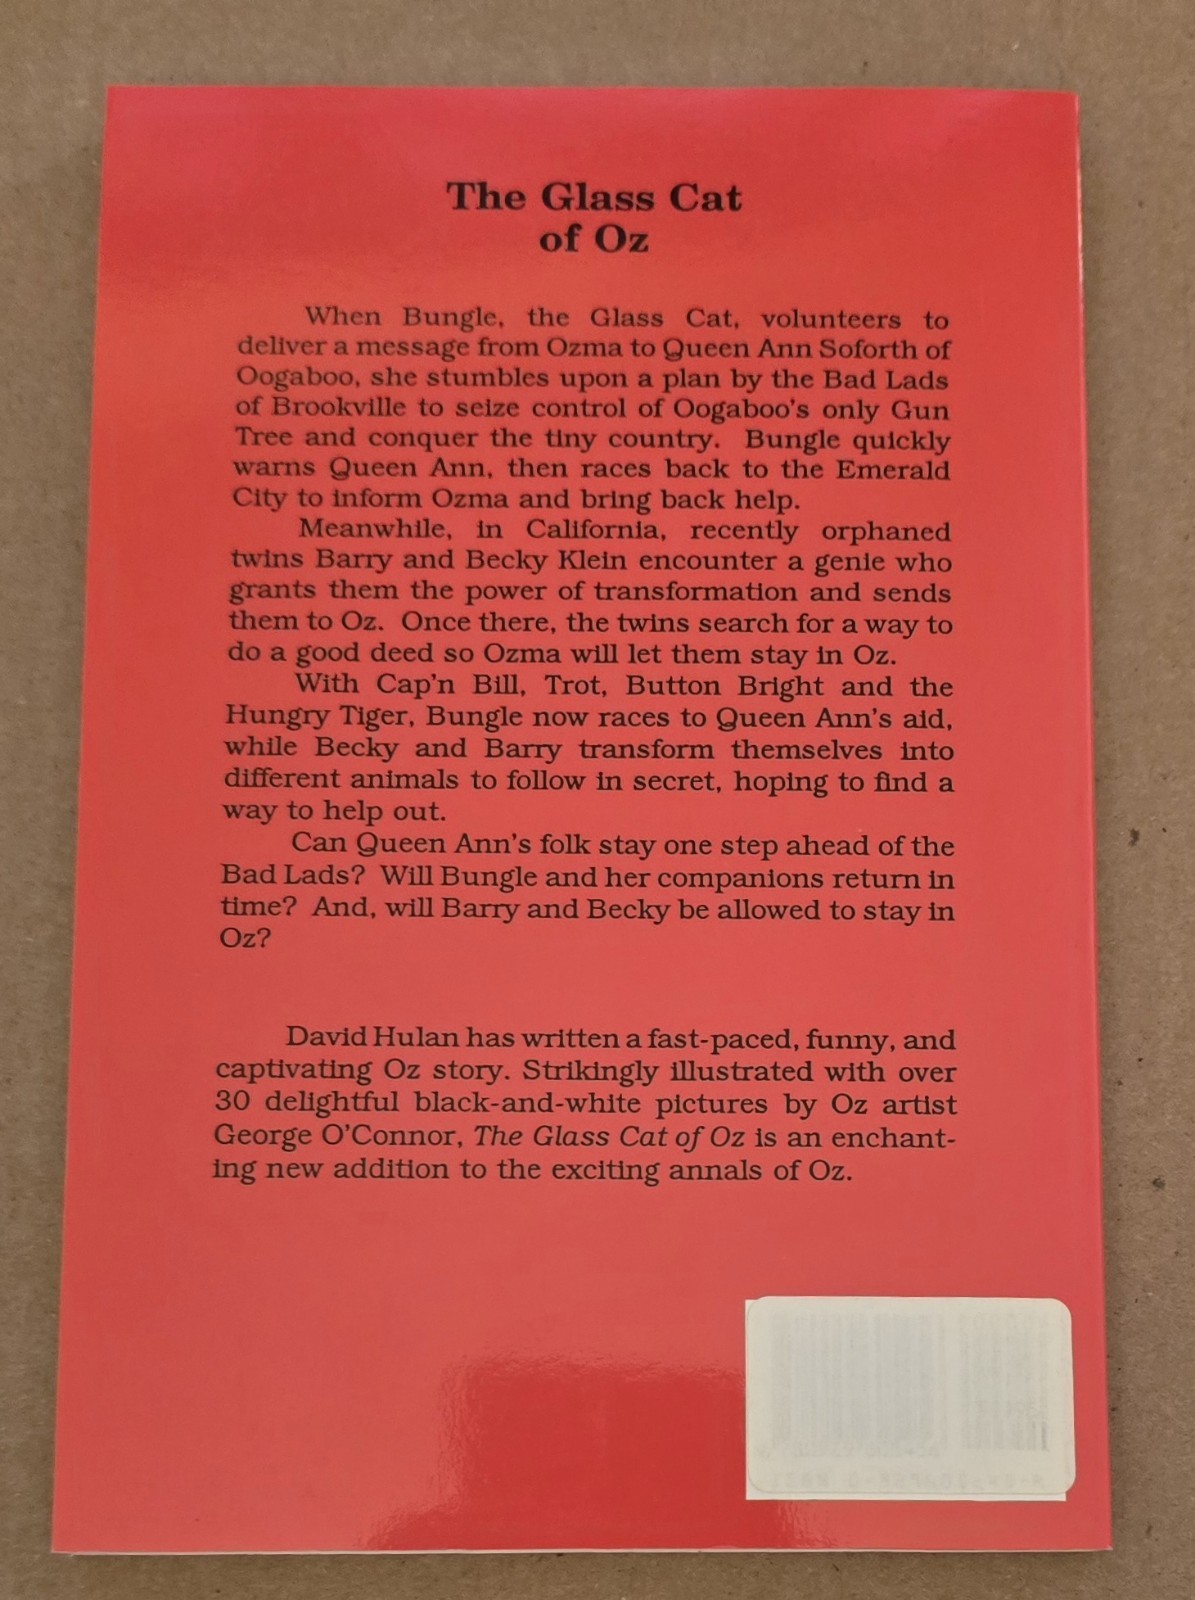 The Glass Cat
of Oz
When Bungle, the Glass Cat, volunteers to
deliver a message from Ozma to Queen Ann Soforth of
Oogaboo, she stumbles upon a plan by the Bad Lads
of Brookville to seize control of Oogaboo's only Gun
Tree and conquer the tiny country. Bungle quickly
warns Queen Ann, then races back to the Emerald
City to inform Ozma and bring back help.
Meanwhile, in California, recently orphaned
twins Barry and Becky Klein encounter a genie who
grants them the power of transformation and sends
them to Oz. Once there, the twins search for a way to
do a good deed so Ozma will let them stay in Oz.
With Cap'n Bill, Trot, Button Bright and the
Hungry Tiger, Bungle now races to Queen Ann's aid,
while Becky and Barry transform themselves into
different animals to follow in secret, hoping to find a
way to help out.
Can Queen Ann's folk stay one step ahead of the
Bad Lads? Will Bungle and her companions return in
time? And, will Barry and Becky be allowed to stay in
Oz?
David Hulan has written a fast-paced, funny, and
captivating Oz story. Strikingly illustrated with over
30 delightful black-and-white pictures by Oz artist
George O'Connor, The Glass Cat of Oz is an enchant-
ing new addition to the exciting annals of Oz.